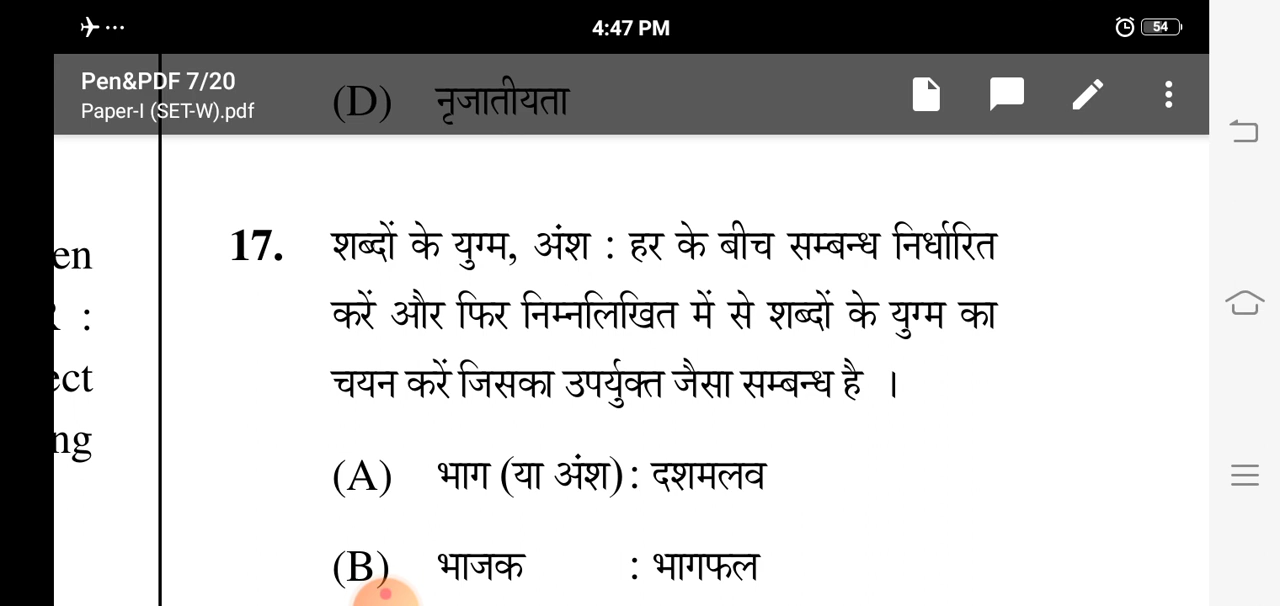 4:47 PM
54
Pen&PDF 7/20
Paper-I (SET-W).pdf
(D) नृजातीयता
en
:
ect
ng
17. शब्दों के युग्म, अंश : हर के बीच सम्बन्ध निर्धारित
करें और फिर निम्नलिखित में से शब्दों के युग्म का
चयन करें जिसका उपर्युक्त जैसा सम्बन्ध है ।
(A) भाग (या अंश) : दशमलव
(B) भाजक : भागफल